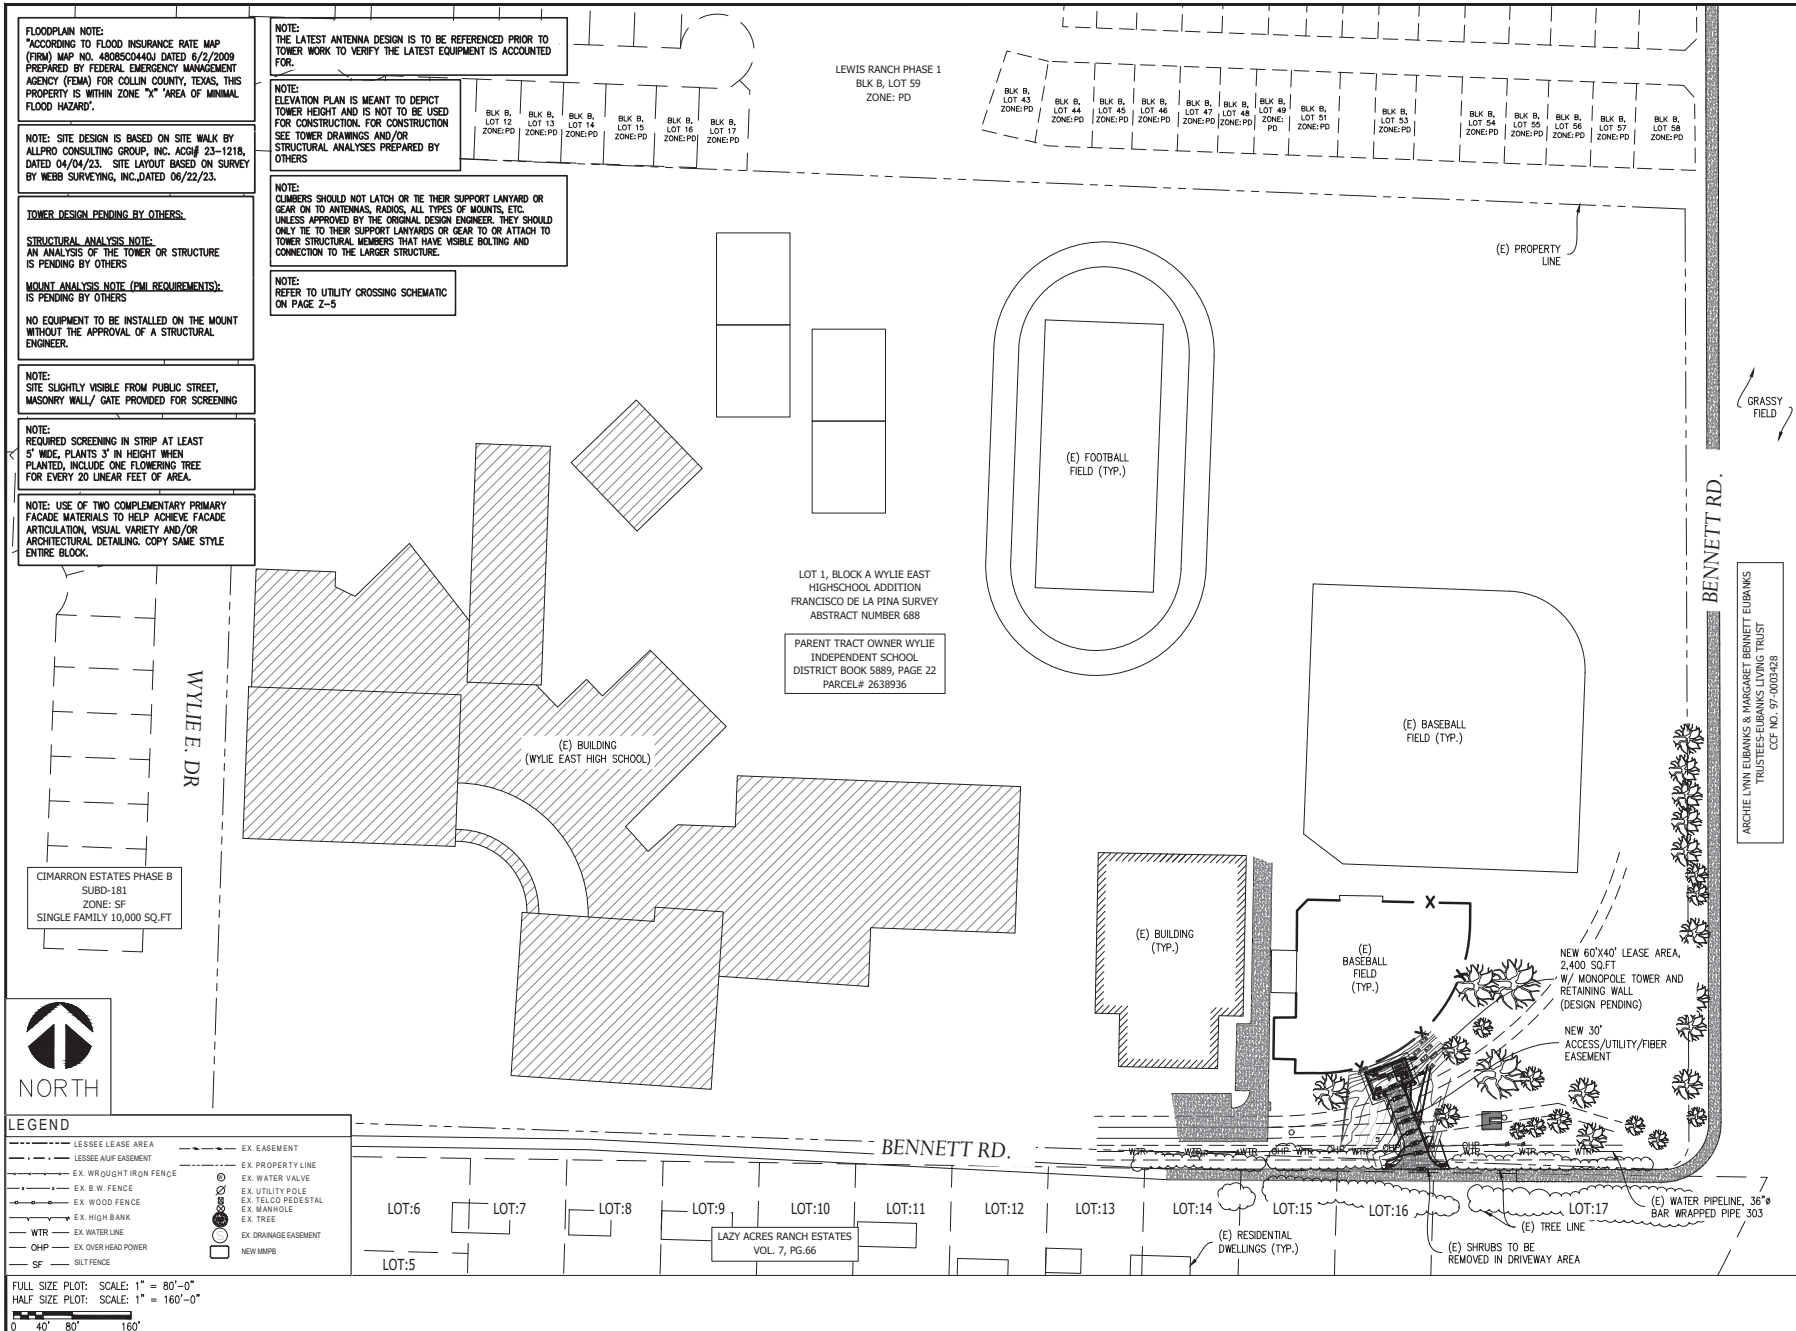 FLOODPLAIN NOTE:
"ACCORDING TO FLOOD INSURANCE RATE MAP
(FIRM) MAP NO. 48085C0440J DATED 6/2/2009
PREPARED BY FEDERAL EMERGENCY MANAGEMENT
AGENCY (FEMA) FOR COLLIN COUNTY, TEXAS, THIS
PROPERTY IS WITHIN ZONE "X" 'AREA OF MINIMAL
FLOOD HAZARD'.
NOTE: SITE DESIGN IS BASED ON SITE WALK BY
ALLPRO CONSULTING GROUP, INC. ACGI# 23-1218,
DATED 04/04/23. SITE LAYOUT BASED ON SURVEY
BY WEBB SURVEYING, INC.,DATED 06/22/23.
TOWER DESIGN PENDING BY OTHERS:
STRUCTURAL ANALYSIS NOTE:
AN ANALYSIS OF THE TOWER OR STRUCTURE
IS PENDING BY OTHERS
MOUNT ANALYSIS NOTE (PMI REQUIREMENTS):
IS PENDING BY OTHERS
NO EQUIPMENT TO BE INSTALLED ON THE MOUNT
WITHOUT THE APPROVAL OF A STRUCTURAL
ENGINEER.
NOTE:
SITE SLIGHTLY VISIBLE FROM PUBLIC STREET,
MASONRY WALL/ GATE PROVIDED FOR SCREENING
NOTE:
REQUIRED SCREENING IN STRIP AT LEAST
5' WIDE, PLANTS 3' IN HEIGHT WHEN
PLANTED, INCLUDE ONE FLOWERING TREE
FOR EVERY 20 LINEAR FEET OF AREA.
NOTE: USE OF TWO COMPLEMENTARY PRIMARY
FACADE MATERIALS TO HELP ACHIEVE FACADE
ARTICULATION, VISUAL VARIETY AND/OR
ARCHITECTURAL DETAILING. COPY SAME STYLE
ENTIRE BLOCK.
NOTE:
THE LATEST ANTENNA DESIGN IS TO BE REFERENCED PRIOR TO
TOWER WORK TO VERIFY THE LATEST EQUIPMENT IS ACCOUNTED
FOR.
NOTE:
ELEVATION PLAN IS MEANT TO DEPICT
TOWER HEIGHT AND IS NOT TO BE USED
FOR CONSTRUCTION. FOR CONSTRUCTION
SEE TOWER DRAWINGS AND/OR
STRUCTURAL ANALYSES PREPARED BY
OTHERS
NOTE:
CLIMBERS SHOULD NOT LATCH OR TIE THEIR SUPPORT LANYARD OR
GEAR ON TO ANTENNAS, RADIOS, ALL TYPES OF MOUNTS, ETC.
UNLESS APPROVED BY THE ORIGINAL DESIGN ENGINEER. THEY SHOULD
ONLY TIE TO THEIR SUPPORT LANYARDS OR GEAR TO OR ATTACH TO
TOWER STRUCTURAL MEMBERS THAT HAVE VISIBLE BOLTING AND
CONNECTION TO THE LARGER STRUCTURE.
NOTE:
REFER TO UTILITY CROSSING SCHEMATIC
ON PAGE Z-5
BLK B,
LOT 12
ZONE:PD
BLK B,
LOT 13
ZONE:PD
BLK B,
LOT 14
ZONE:PD
BLK B,
LOT 15
ZONE:PD
BLK B,
LOT 16
ZONE:PD
BLK B,
LOT 17
ZONE:PD
LEWIS RANCH PHASE 1
BLK B, LOT 59
ZONE: PD
BLK B,
LOT 43
ZONE:PD
BLK B,
LOT 44
ZONE:PD
BLK B,
LOT 45
ZONE:PD
BLK B,
LOT 46
ZONE:PD
BLK B,
LOT 47
ZONE:PD
BLK B,
LOT 48
ZONE:PD
BLK B,
LOT 49
ZONE:
PD
BLK B,
LOT 51
ZONE:PD
BLK B,
LOT 53
ZONE:PD
BLK B,
LOT 54
ZONE:PD
BLK B,
LOT 55
ZONE:PD
BLK B,
LOT 56
ZONE:PD
BLK B,
LOT 57
ZONE:PD
BLK B,
LOT 58
ZONE:PD
(E) PROPERTY
LINE
GRASSY
FIELD
(E) FOOTBALL
FIELD (TYP.)
BENNETT RD.
ARCHIE LYNN EUBANKS & MARGARET BENNETT EUBANKS
TRUSTEES-EUBANKS LIVING TRUST
CCF NO. 97-0003428
LOT 1, BLOCK A WYLIE EAST
HIGHSCHOOL ADDITION
FRANCISCO DE LA PINA SURVEY
ABSTRACT NUMBER 688
PARENT TRACT OWNER WYLIE
INDEPENDENT SCHOOL
DISTRICT BOOK 5889, PAGE 22
PARCEL# 2638936
WYLIE E. DR
(E) BUILDING
(WYLIE EAST HIGH SCHOOL)
(E) BASEBALL
FIELD (TYP.)
CIMARRON ESTATES PHASE B
SUBD-181
ZONE: SF
SINGLE FAMILY 10,000 SQ.FT
(E) BUILDING
(TYP.)
(E)
BASEBALL
FIELD
(TYP.)
X
NEW 60'X40' LEASE AREA,
2,400 SQ.FT
W/ MONOPOLE TOWER AND
RETAINING WALL
(DESIGN PENDING)
NEW 30'
ACCESS/UTILITY/FIBER
EASEMENT
NORTH
BENNETT RD.
WTR WTR WTR OHP WTR OHP WTR OHP WTR WTR WTR
LEGEND
LESSEE LEASE AREA
LESSEE A/UF EASEMENT
EX. WROUGHT IRON FENCE
EX. B.W. FENCE
EX. WOOD FENCE
EX. HIGH BANK
WTR EX. WATER LINE
OHP EX. OVER HEAD POWER
SF SILT FENCE
EX. EASEMENT
EX. PROPERTY LINE
EX. WATER VALVE
EX. UTILITY POLE
EX. TELCO PEDESTAL
EX. MANHOLE
EX. TREE
S EX. DRAINAGE EASEMENT
NEW MMPB
LOT:6
LOT:5
LOT:7
LOT:8
LOT:9
LOT:10
LOT:11
LOT:12
LOT:13
LOT:14
LOT:15
LOT:16
LOT:17
LAZY ACRES RANCH ESTATES
VOL. 7, PG.66
(E) RESIDENTIAL
DWELLINGS (TYP.)
(E) SHRUBS TO BE
REMOVED IN DRIVEWAY AREA
(E) TREE LINE
(E) WATER PIPELINE, 36"ø
BAR WRAPPED PIPE 303
FULL SIZE PLOT: SCALE: 1" = 80'-0"
HALF SIZE PLOT: SCALE: 1" = 160'-0"
0 40' 80' 160'